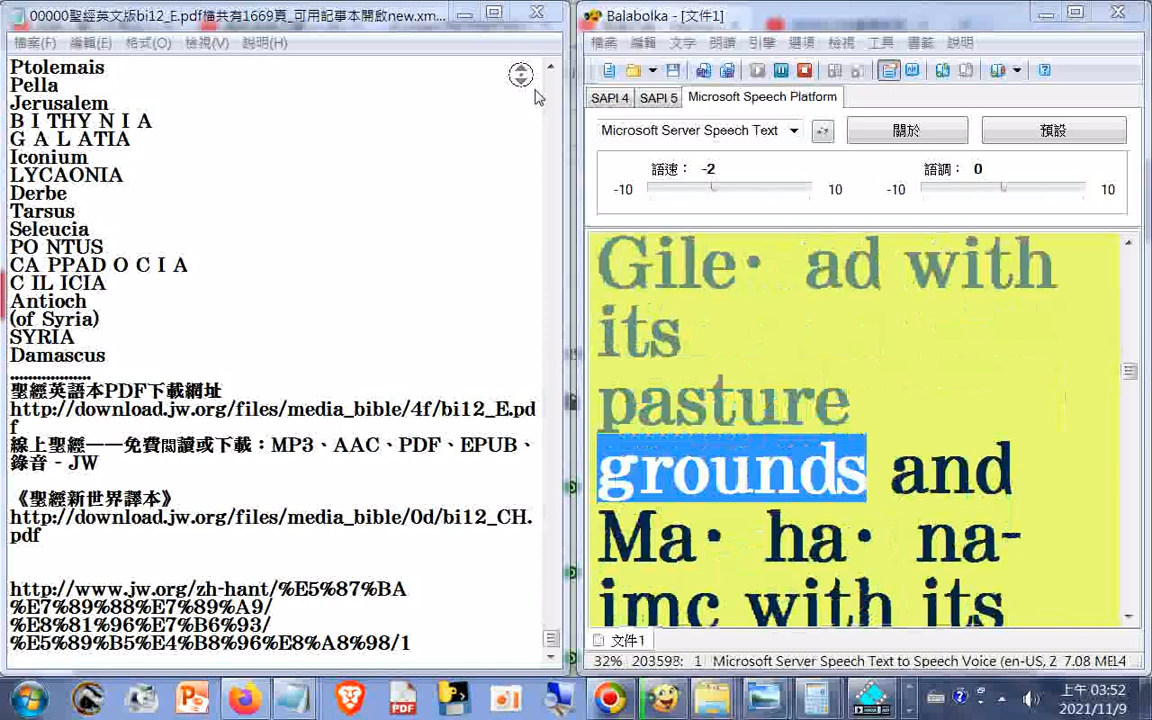 00000聖經英文版bi12_E.pdf檔共有1669頁_可用記事本開啟new.xm...
檔案(F) 編輯(E) 格式(O) 檢視(V) 說明(H)
Ptolemais
Pella
Jerusalem
B I THY N I A
G A L ATIA
Iconium
LYCAONIA
Derbe
Tarsus
Seleucia
PO NTUS
CA PPAD O C I A
C IL ICIA
Antioch
(of Syria)
SYRIA
Damascus
..................
聖經英語本PDF下載網址
http://download.jw.org/files/media_bible/4f/bi12_E.pd
f
線上聖經——免費閱讀或下載：MP3、AAC、PDF、EPUB、
錄音 - JW
《聖經新世界譯本》
http://download.jw.org/files/media_bible/0d/bi12_CH.
pdf
http://www.jw.org/zh-hant/%E5%87%BA
%E7%89%88%E7%89%A9/
%E8%81%96%E7%B6%93/
%E5%89%B5%E4%B8%96%E8%A8%98/1
Balabolka - [文件1]
檔案 編輯 文字 朗讀 引擎 選項 檢視 工具 書籤 說明
SAPI 4 SAPI 5 Microsoft Speech Platform
Microsoft Server Speech Text 關於 預設
語速： -2 語調： 0
-10 10 -10 10
Gile· ad with
its
pasture
grounds and
Ma· ha· na-
imc with its
文件1
32% 203598: 1 Microsoft Server Speech Text to Speech Voice (en-US, Z 7.08 ME L4
PDF
上午 03:52
2021/11/9